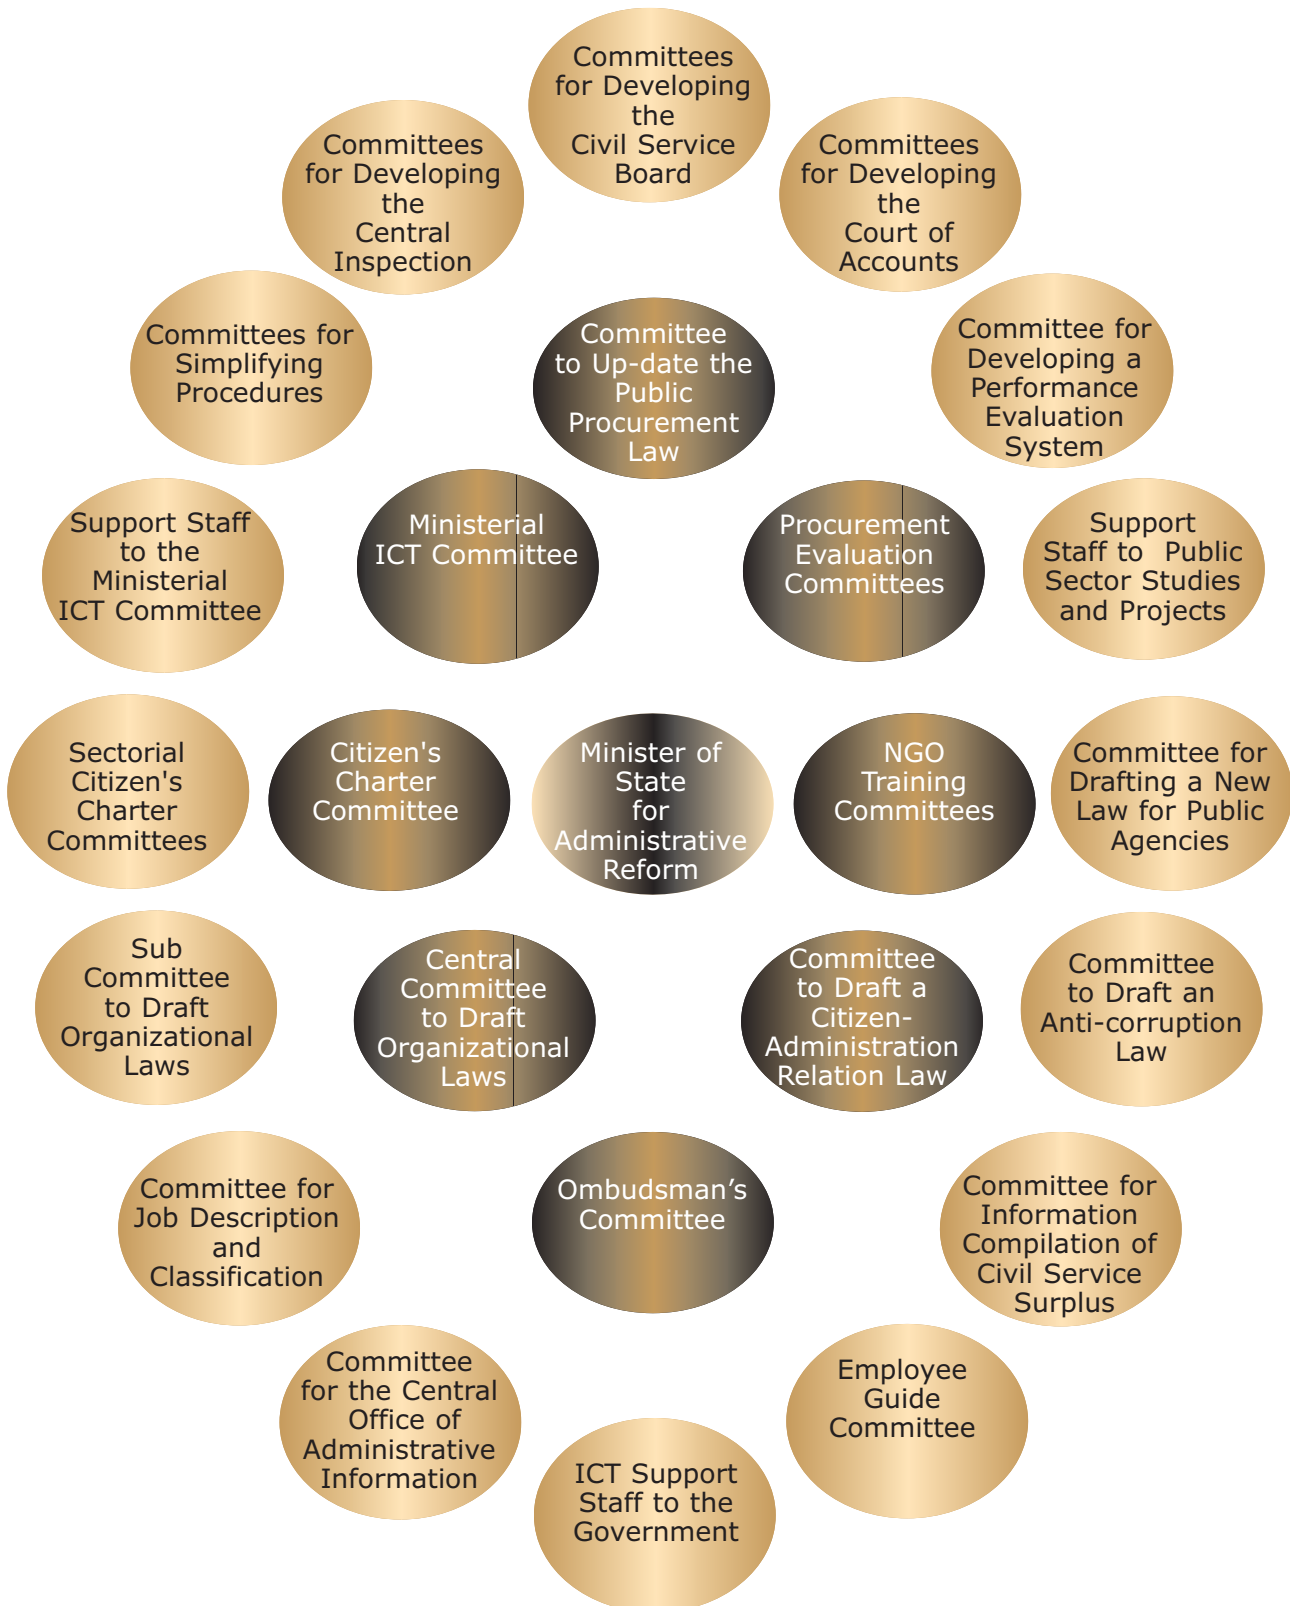 Committees
for Developing
the
Civil Service
Board
Committees
for Developing
the
Central
Inspection
Committees
for Developing
the
Court of
Accounts
Committees for
Simplifying
Procedures
Committee
to Up-date the
Public
Procurement
Law
Committee for
Developing a
Performance
Evaluation
System
Support Staff
to the
Ministerial
ICT Committee
Ministerial
ICT Committee
Procurement
Evaluation
Committees
Support
Staff to  Public
Sector Studies
and Projects
Sectorial
Citizen's
Charter
Committees
Citizen's
Charter
Committee
Minister of
State
for
Administrative
Reform
NGO
Training
Committees
Committee for
Drafting a New
Law for Public
Agencies
Sub
Committee
to Draft
Organizational
Laws
Central
Committee
to Draft
Organizational
Laws
Committee
to Draft a
Citizen-
Administration
Relation Law
Committee
to Draft an
Anti-corruption
Law
Committee for
Job Description
and
Classification
Ombudsman’s
Committee
Committee for
Information
Compilation of
Civil Service
Surplus
Committee
for the Central
Office of
Administrative
Information
ICT Support
Staff to the
Government
Employee
Guide
Committee